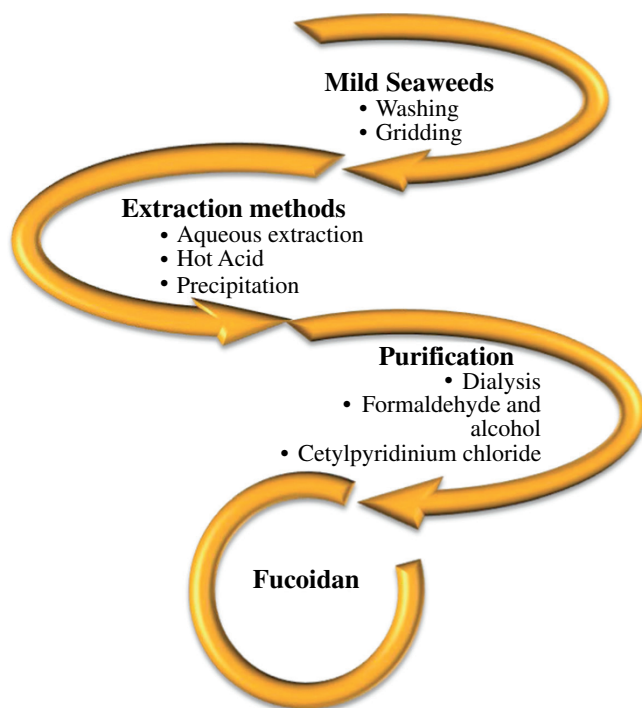 Mild Seaweeds
• Washing
• Gridding
Extraction methods
• Aqueous extraction
• Hot Acid
• Precipitation
Purification
• Dialysis
• Formaldehyde and
alcohol
• Cetylpyridinium chloride
Fucoidan